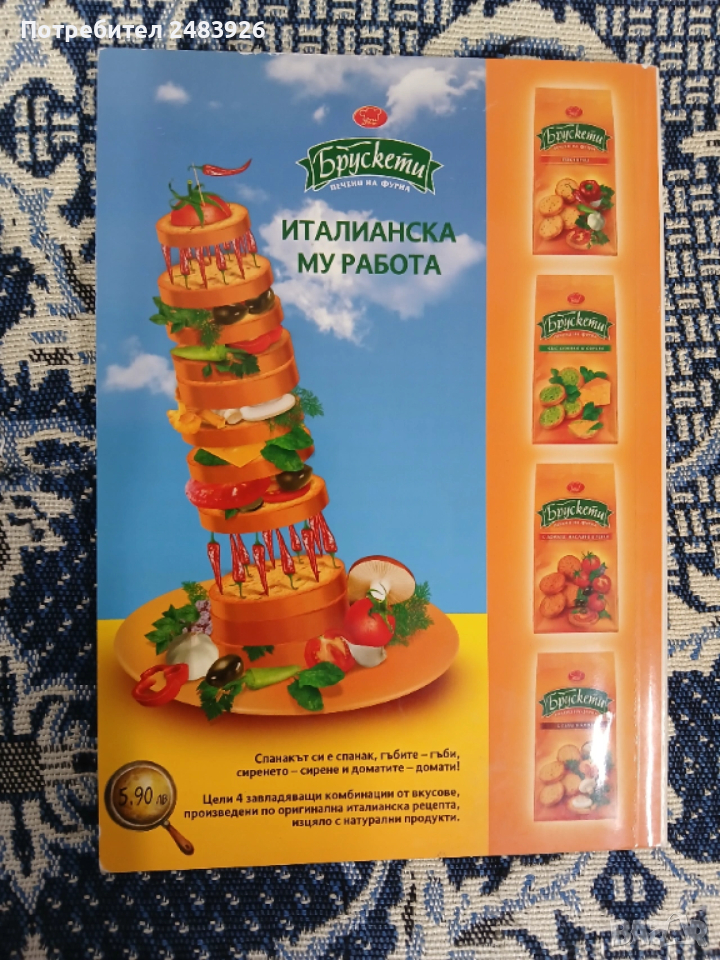 Потребител 2483926
Брускети
ПЕЧЕНИ НА ФУРНА
ИТАЛИАНСКА
МУ РАБОТА
Брускети
Брускети
Брускети
Брускети
Спанакът си е спанак, гъбите – гъби,
сиренето – сирене и доматите – домати!
Цели 4 завладяващи комбинации от вкусове,
произведени по оригинална италианска рецепта,
изцяло с натурални продукти.
5.90 лв